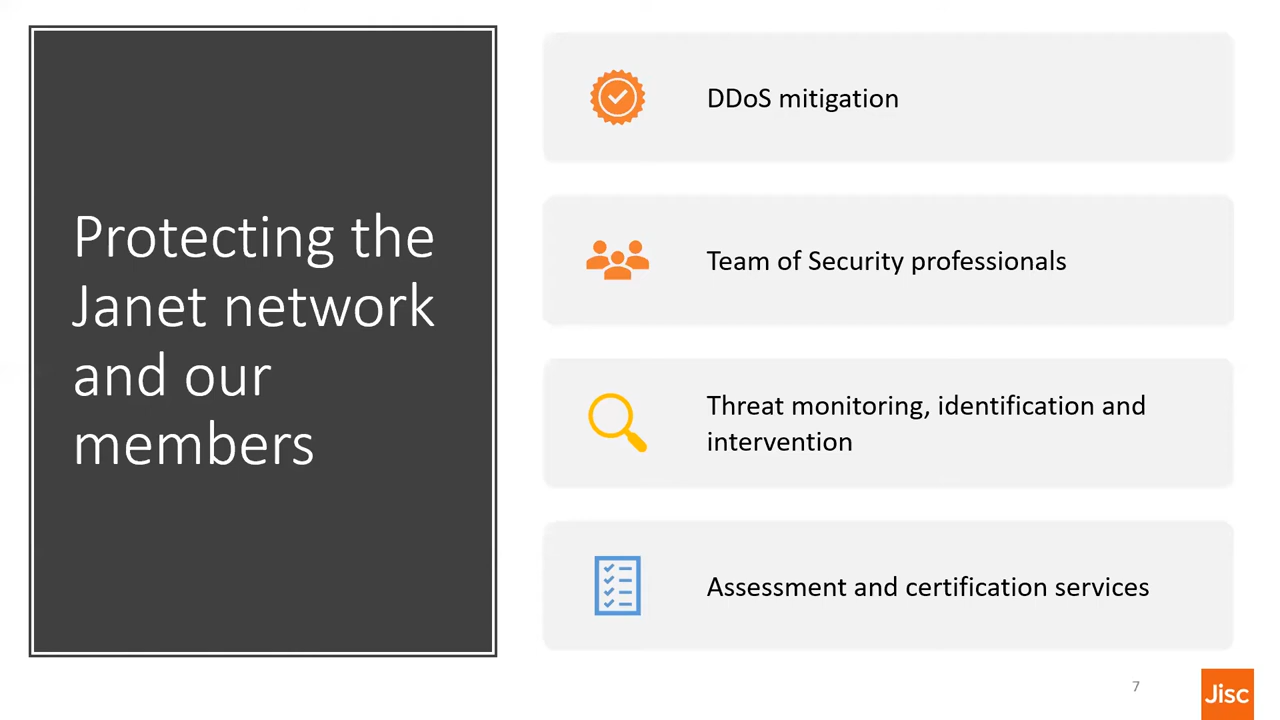 Protecting the
Janet network
and our
members
DDoS mitigation
Team of Security professionals
Threat monitoring, identification and
intervention
Assessment and certification services
7
Jisc